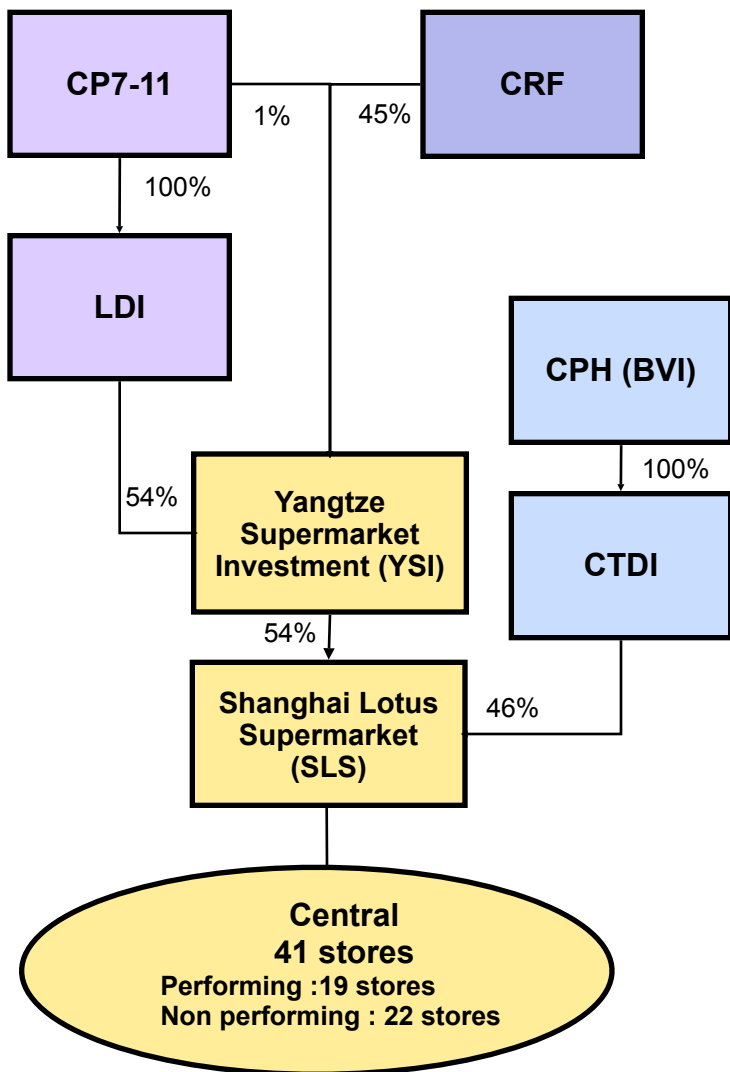 CP7-11
CRF
1%
45%
100%
LDI
CPH (BVI)
100%
54%
Yangtze
Supermarket
Investment (YSI)
CTDI
54%
Shanghai Lotus
Supermarket
(SLS)
46%
Central
41 stores
Performing :19 stores
Non performing : 22 stores